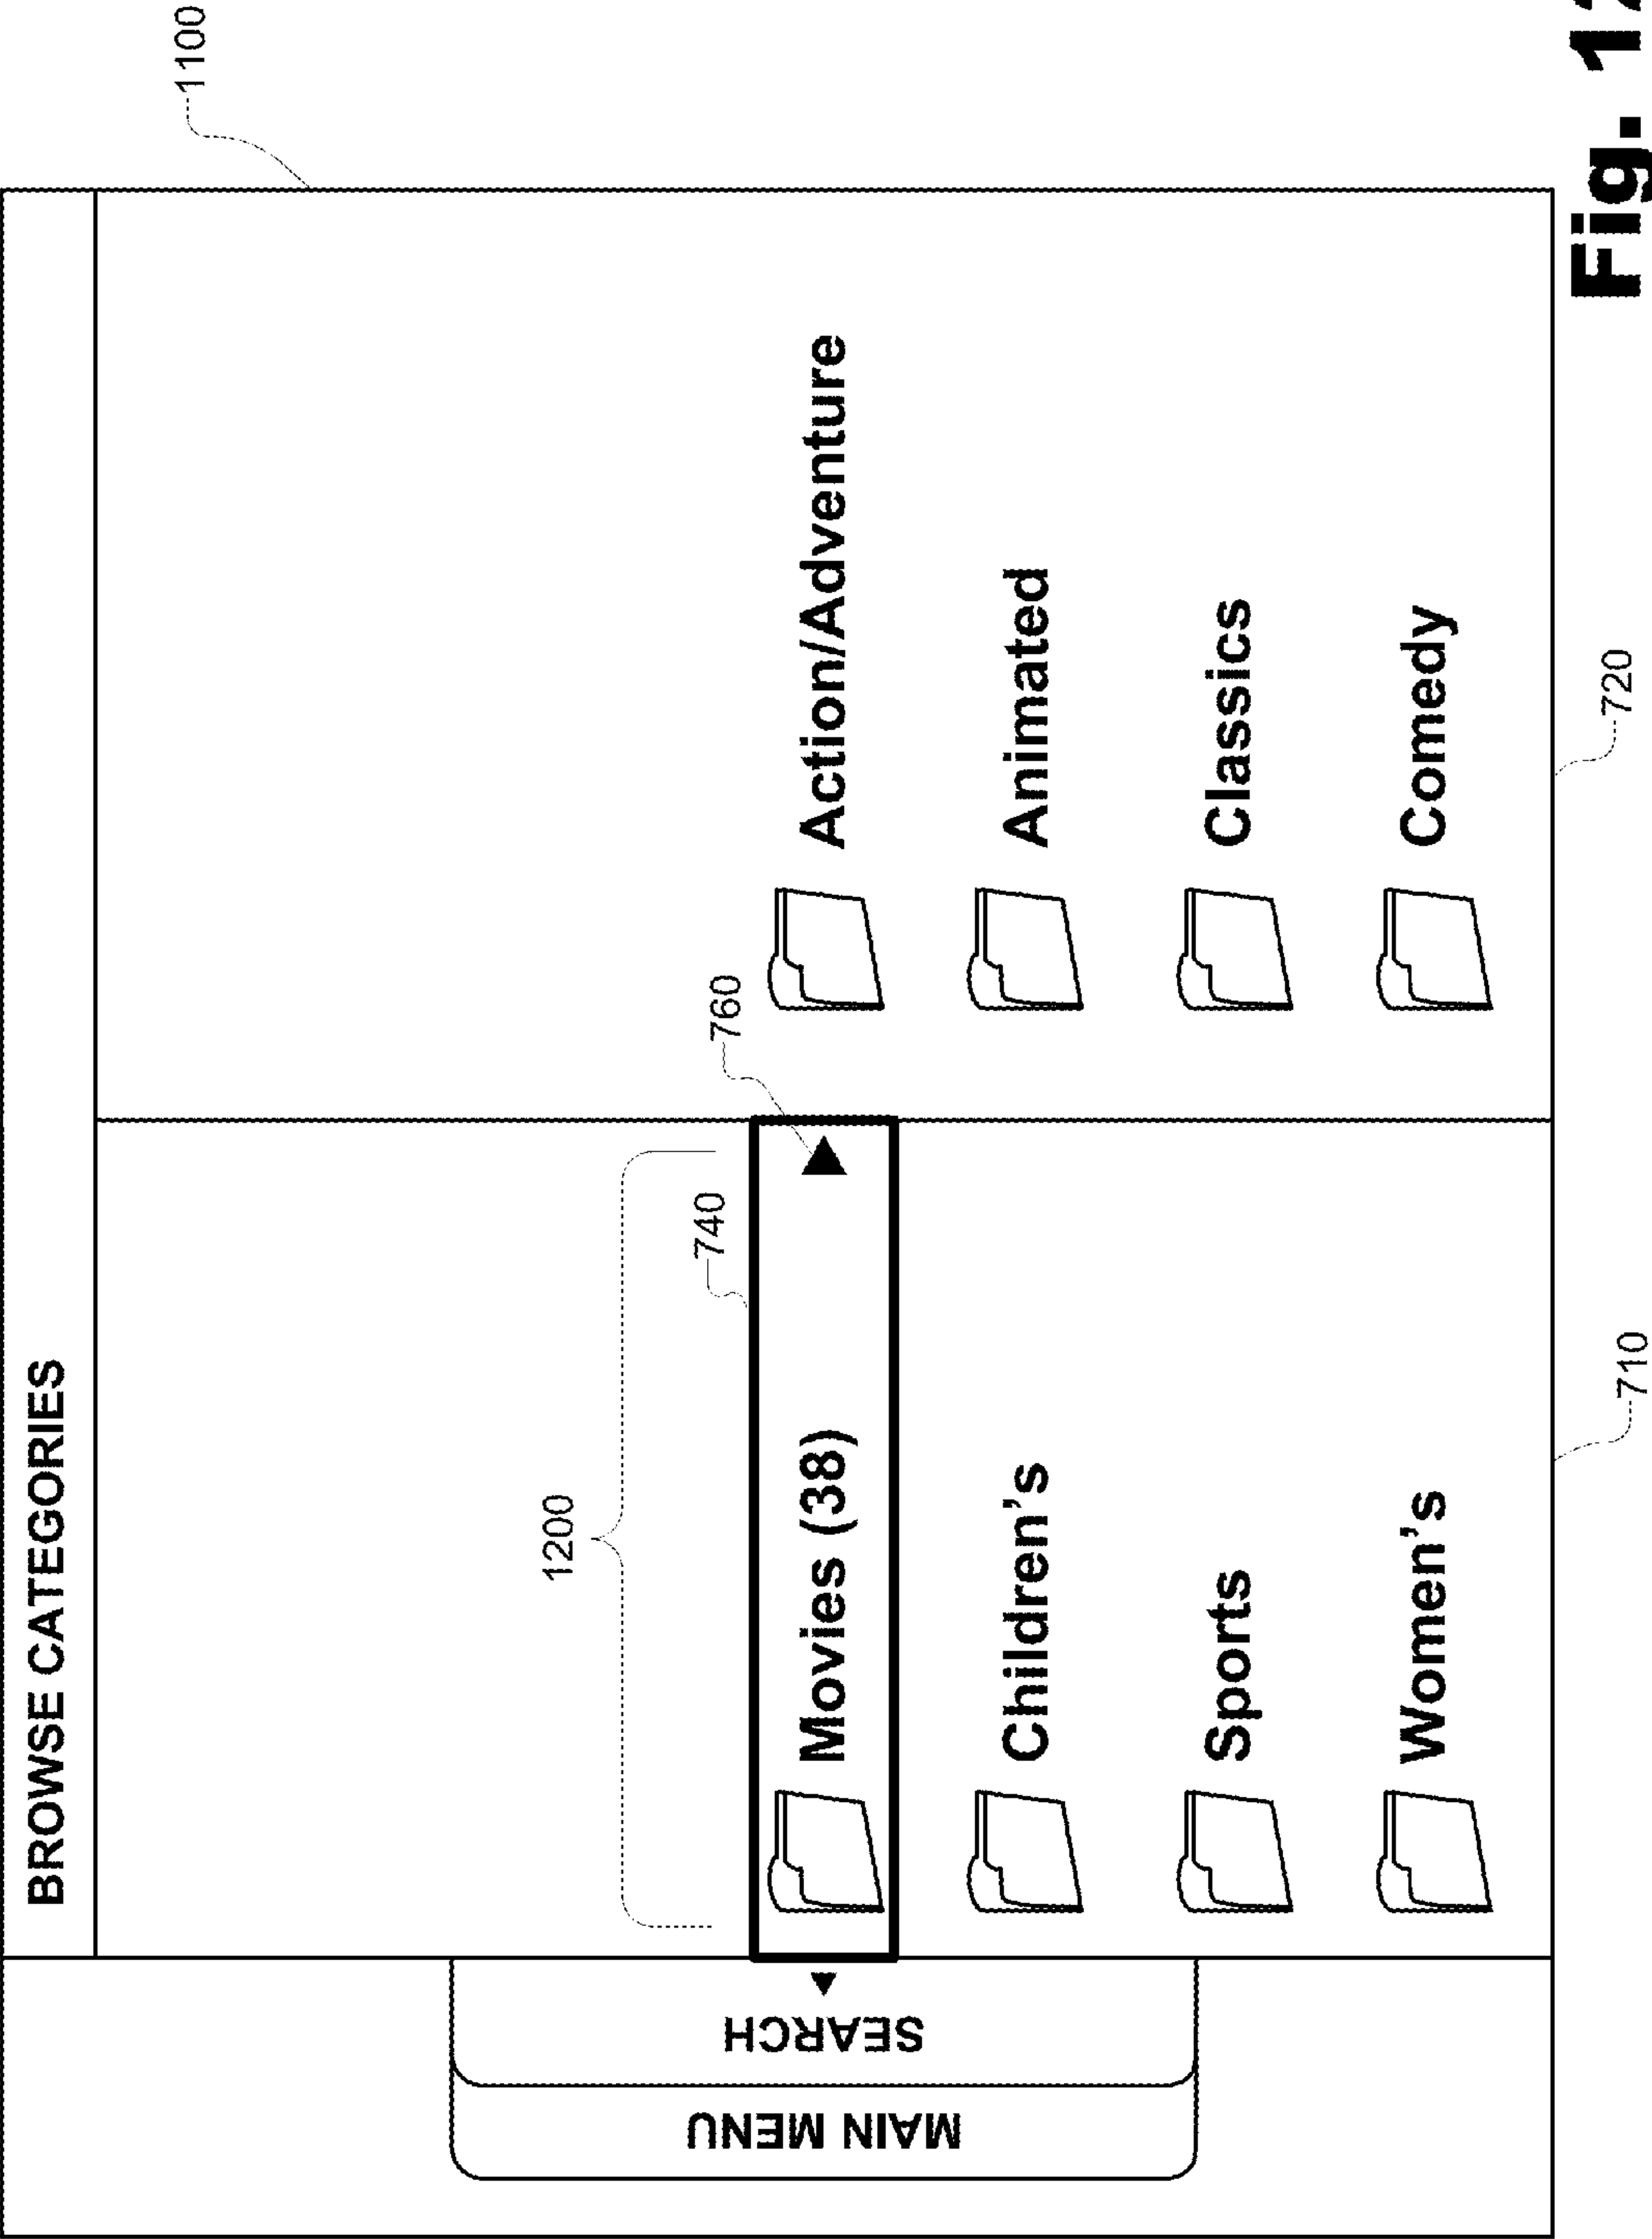 BROWSE CATEGORIES
1100
MAIN MENU
SEARCH
1200
740
760
Movies (38)
Children's
Sports
Women's
Action/Adventure
Animated
Classics
Comedy
710
720
Fig. 12